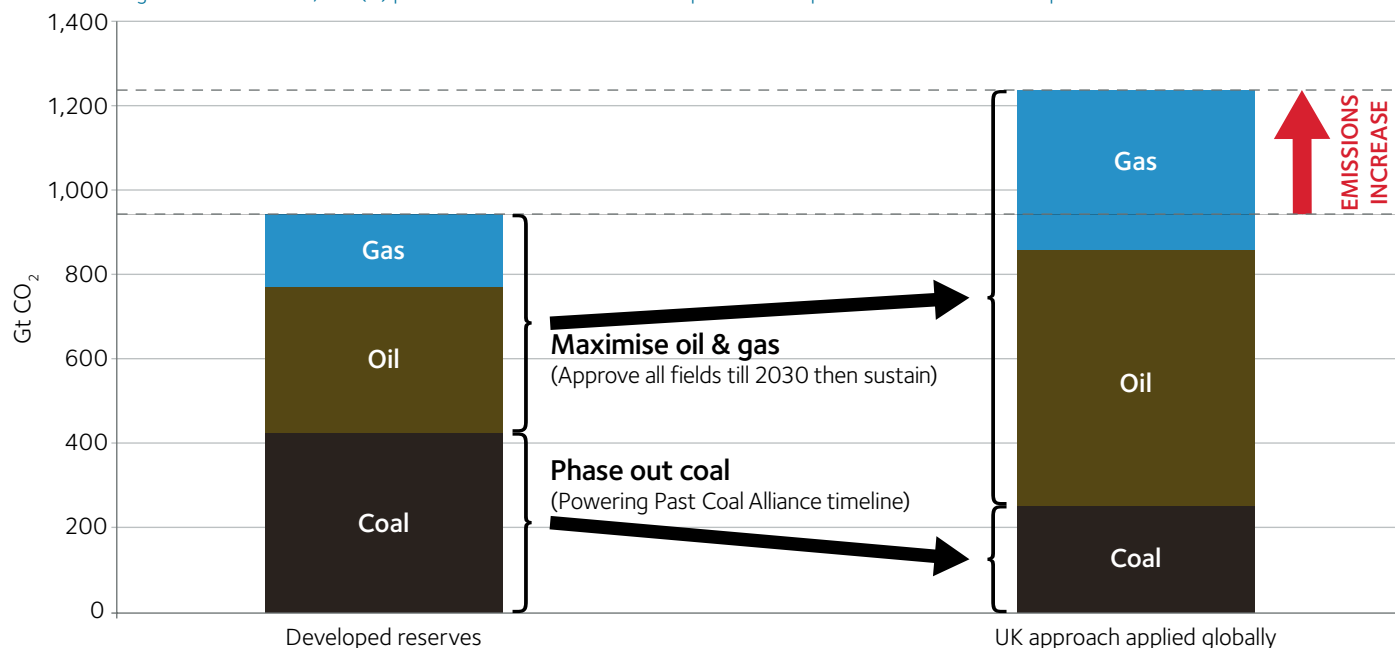 1,400
1,200
1,000
800
600
400
200
0
Gt CO₂
Gas
Oil
Coal
Maximise oil & gas
(Approve all fields till 2030 then sustain)
Phase out coal
(Powering Past Coal Alliance timeline)
Gas
Oil
Coal
EMISSIONS
INCREASE
Developed reserves
UK approach applied globally